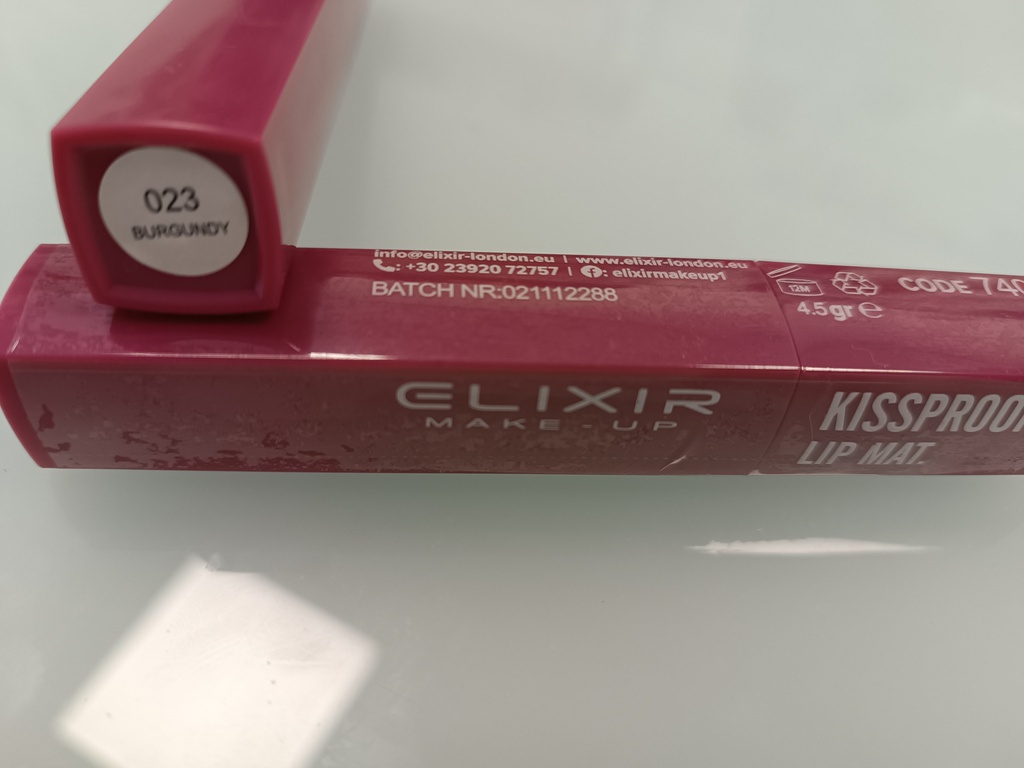 023
BURGUNDY
info@elixir-london.eu | www.elixir-london.eu
: +30 23920 72757 | : elixirmakeup1
BATCH NR:021112288
12M
CODE
4.5gr ℮
ELIXIR
MAKE-UP
KISSPROOF
LIP MAT.